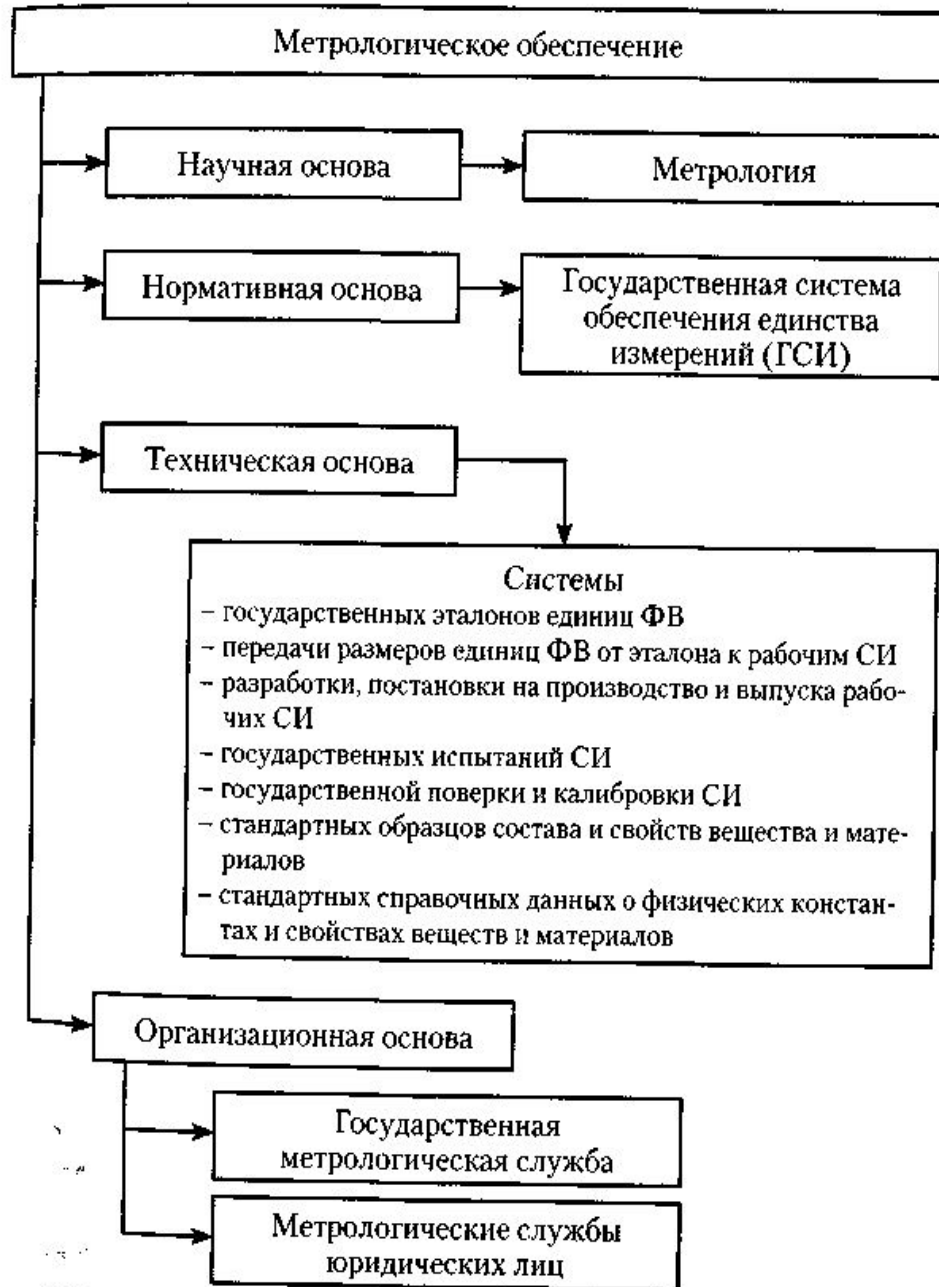 Метрологическое обеспечение
Научная основа
Метрология
Нормативная основа
Государственная система
обеспечения единства
измерений (ГСИ)
Техническая основа
Системы
– государственных эталонов единиц ФВ
– передачи размеров единиц ФВ от эталона к рабочим СИ
– разработки, постановки на производство и выпуска рабо-
чих СИ
– государственных испытаний СИ
– государственной поверки и калибровки СИ
– стандартных образцов состава и свойств вещества и мате-
риалов
– стандартных справочных данных о физических констан-
тах и свойствах веществ и материалов
Организационная основа
Государственная
метрологическая служба
Метрологические службы
юридических лиц